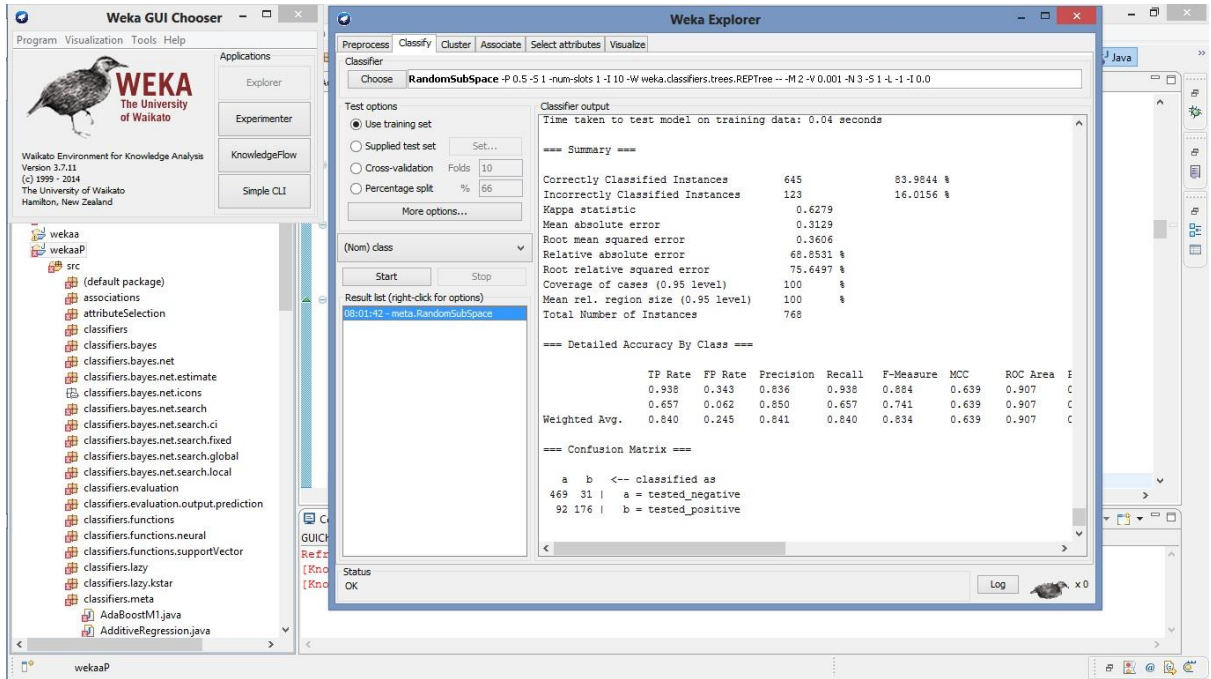 Weka GUI Chooser
Program Visualization Tools Help
WEKA
The University
of Waikato
Waikato Environment for Knowledge Analysis
Version 3.7.11
(c) 1999 - 2014
The University of Waikato
Hamilton, New Zealand
Applications
Explorer
Experimenter
KnowledgeFlow
Simple CLI
wekaa
wekaaP
src
(default package)
associations
attributeSelection
classifiers
classifiers.bayes
classifiers.bayes.net
classifiers.bayes.net.estimate
classifiers.bayes.net.icons
classifiers.bayes.net.search
classifiers.bayes.net.search.ci
classifiers.bayes.net.search.fixed
classifiers.bayes.net.search.global
classifiers.bayes.net.search.local
classifiers.evaluation
classifiers.evaluation.output.prediction
classifiers.functions
classifiers.functions.neural
classifiers.functions.supportVector
classifiers.lazy
classifiers.lazy.kstar
classifiers.meta
AdaBoostM1.java
AdditiveRegression.java
wekaaP
Weka Explorer
Preprocess Classify Cluster Associate Select attributes Visualize
Classifier
Choose RandomSubSpace -P 0.5 -S 1 -num-slots 1 -I 10 -W weka.classifiers.trees.REPTree -- -M 2 -V 0.001 -N 3 -S 1 -L -1 -I 0.0
Test options
Use training set
Supplied test set Set...
Cross-validation Folds 10
Percentage split % 66
More options...
(Nom) class
Start Stop
Result list (right-click for options)
08:01:42 - meta.RandomSubSpace
Classifier output
Time taken to test model on training data: 0.04 seconds
=== Summary ===
Correctly Classified Instances 645 83.9844 %
Incorrectly Classified Instances 123 16.0156 %
Kappa statistic 0.6279
Mean absolute error 0.3129
Root mean squared error 0.3606
Relative absolute error 68.8531 %
Root relative squared error 75.6497 %
Coverage of cases (0.95 level) 100 %
Mean rel. region size (0.95 level) 100 %
Total Number of Instances 768
=== Detailed Accuracy By Class ===
TP Rate FP Rate Precision Recall F-Measure MCC ROC Area
0.938 0.343 0.836 0.938 0.884 0.639 0.907
0.657 0.062 0.850 0.657 0.741 0.639 0.907
Weighted Avg. 0.840 0.245 0.841 0.840 0.834 0.639 0.907
=== Confusion Matrix ===
a b <-- classified as
469 31 | a = tested_negative
92 176 | b = tested_positive
Status
OK
Log
x 0
Java
GUICh
Refr
[Kno
[Kno